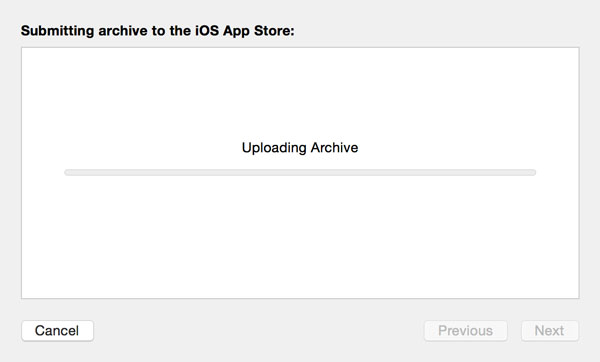 Submitting archive to the iOS App Store:
Uploading Archive
Cancel
Previous
Next